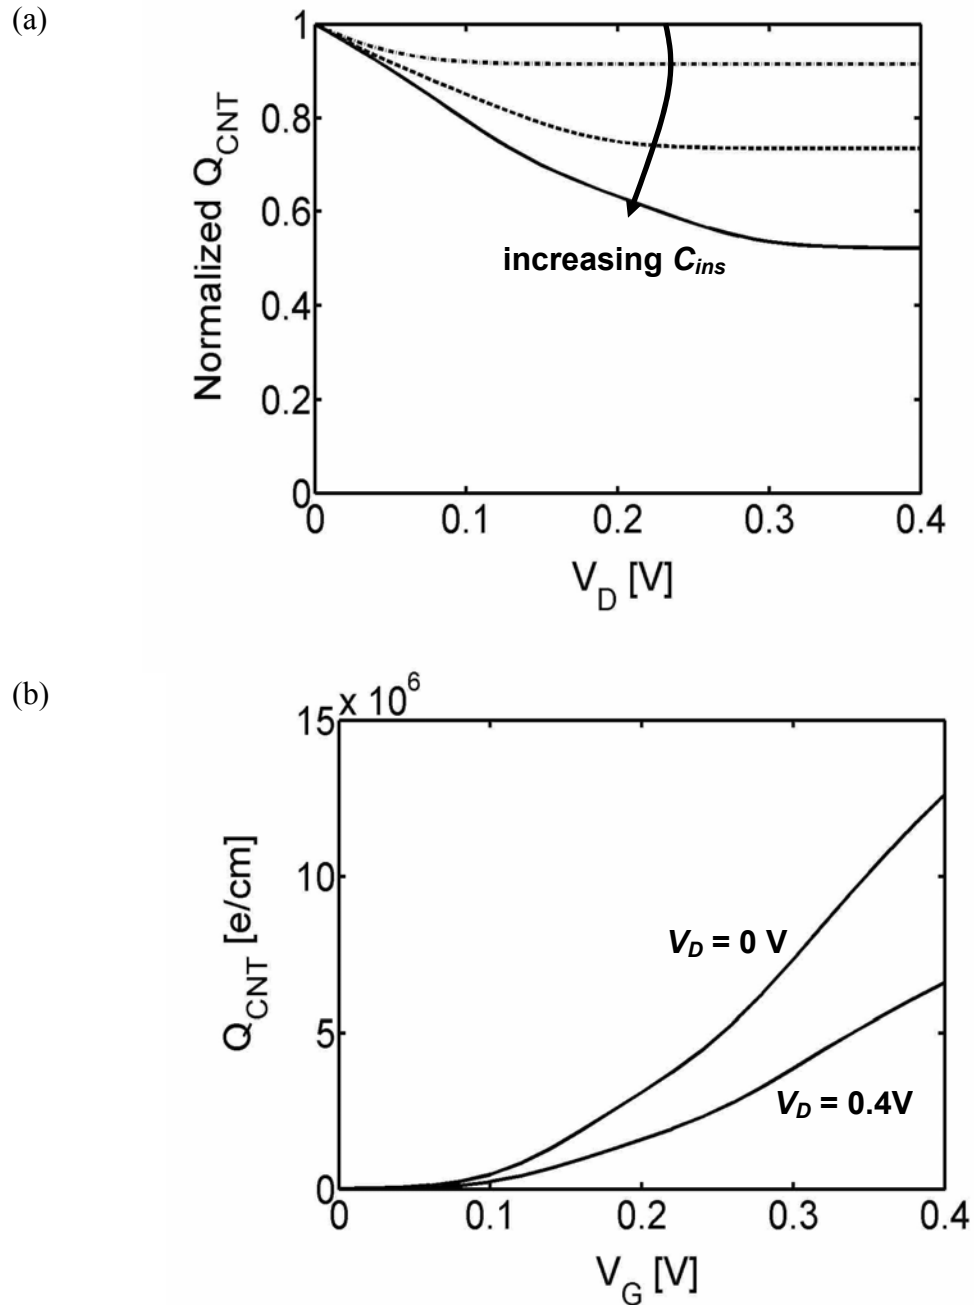 (a)
Normalized Q_CNT
1
0.8
0.6
0.4
0.2
0
increasing C_ins
0 0.1 0.2 0.3 0.4
V_D [V]
(b)
x 10^6
15
10
5
0
Q_CNT [e/cm]
V_D = 0 V
V_D = 0.4V
0 0.1 0.2 0.3 0.4
V_G [V]